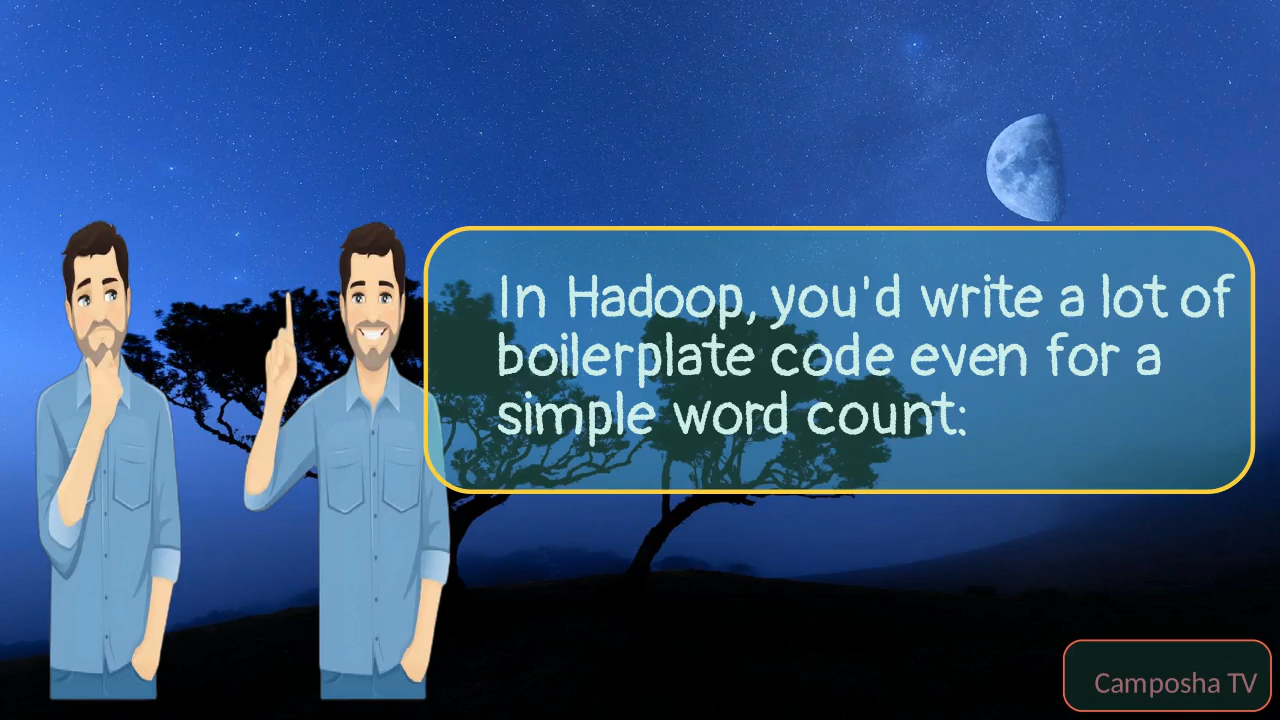 In Hadoop, you'd write a lot of
boilerplate code even for a
simple word count:
Camposha TV